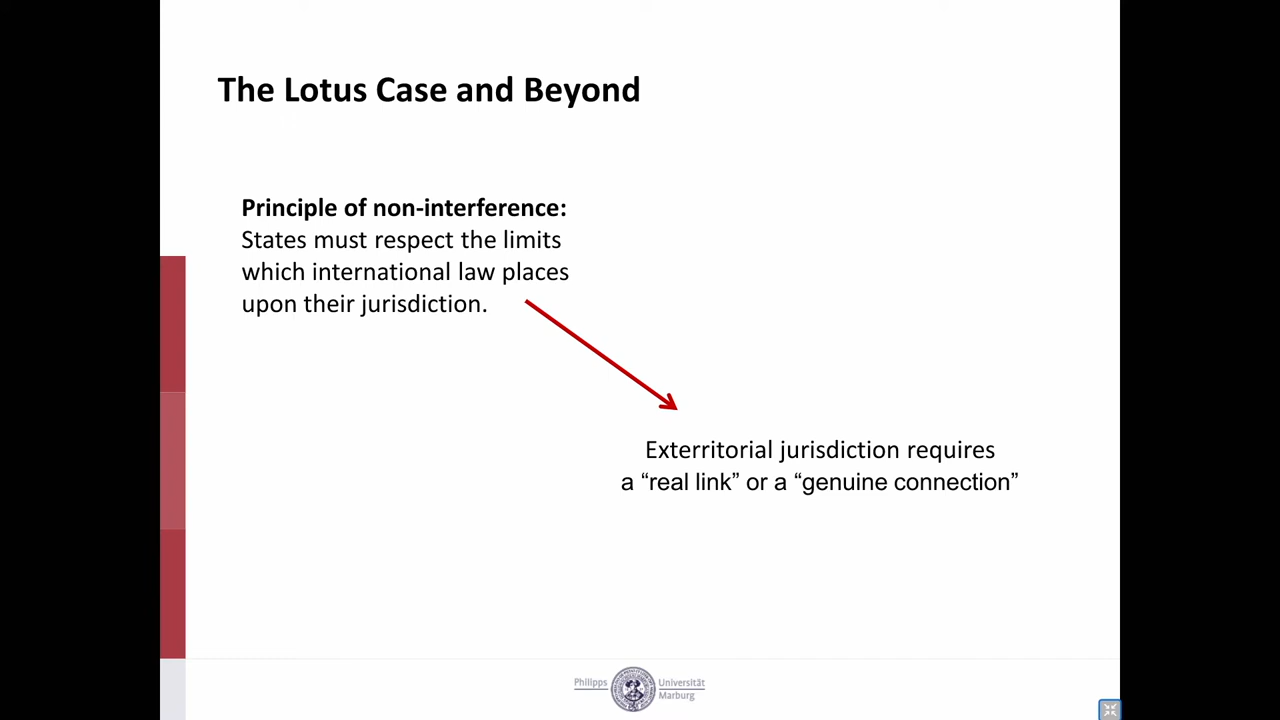 The Lotus Case and Beyond
Principle of non-interference:
States must respect the limits
which international law places
upon their jurisdiction.
Exterritorial jurisdiction requires
a “real link” or a “genuine connection”
Philipps Universität
Marburg